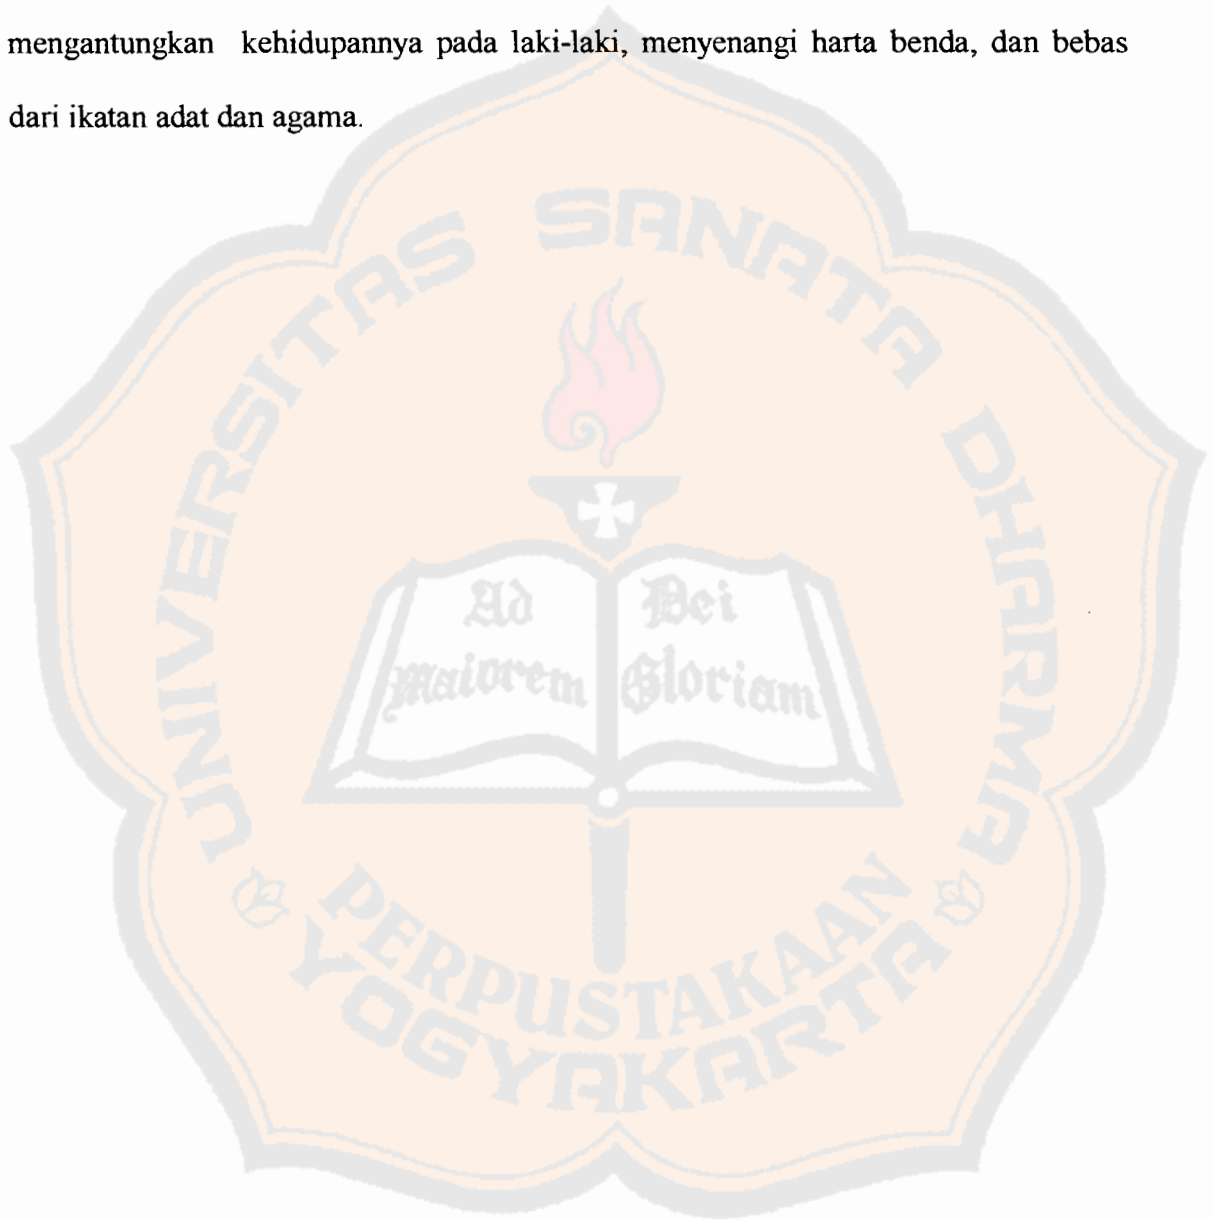 mengantungkan kehidupannya pada laki-laki, menyenangi harta benda, dan bebas
dari ikatan adat dan agama.
UNIVERSITAS SANATA DHARMA
Ad
Maiorem
Dei
Gloriam
PERPUSTAKAAN
YOGYAKARTA